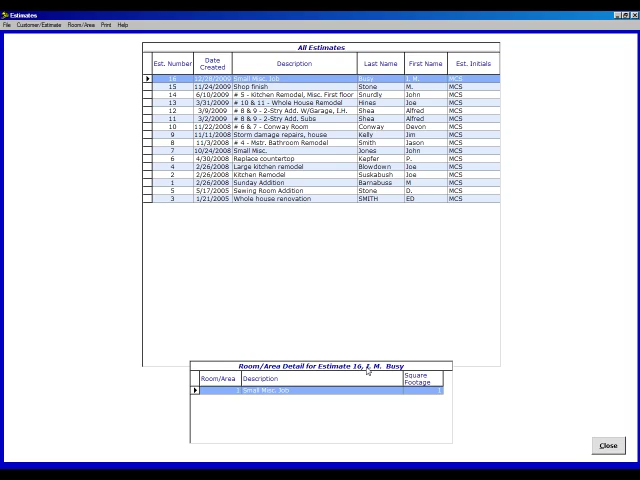 Estimates
File Customer/Estimate Room/Area Print Help
All Estimates
Est. Number Date Created Description Last Name First Name Est. Initials
16 12/28/2009 Small Misc. Job Busy I. M. MCS
15 11/24/2009 Shop finish Stone M. MCS
14 6/10/2009 # 5 - Kitchen Remodel, Misc. First floor Snurdly John MCS
13 3/31/2009 # 10 & 11 - Whole House Remodel Hines Joe MCS
12 3/9/2009 # 8 & 9 - 2-Stry Add. W/Garage, I.H. Shea Alfred MCS
11 3/2/2009 # 8 & 9 - 2-Stry Add. Subs Shea Alfred MCS
10 11/22/2008 # 6 & 7 - Conway Room Conway Devon MCS
9 11/11/2008 Storm damage repairs, house Kelly Jim MCS
8 11/3/2008 # 4 - Mstr. Bathroom Remodel Smith Jason MCS
7 10/24/2008 Small Misc. Jones John MCS
6 4/30/2008 Replace countertop Kepfer P. MCS
4 2/26/2008 Large kitchen remodel Blowdown Joe MCS
2 2/26/2008 Kitchen Remodel Suskabush Joe MCS
1 2/26/2008 Sunday Addition Barnabuss M MCS
5 5/17/2005 Sewing Room Addition Stone D. MCS
3 1/21/2005 Whole house renovation SMITH ED MCS
Room/Area Detail for Estimate 16, I. M. Busy
Room/Area Description Square Footage
1 Small Misc. Job 1
Close